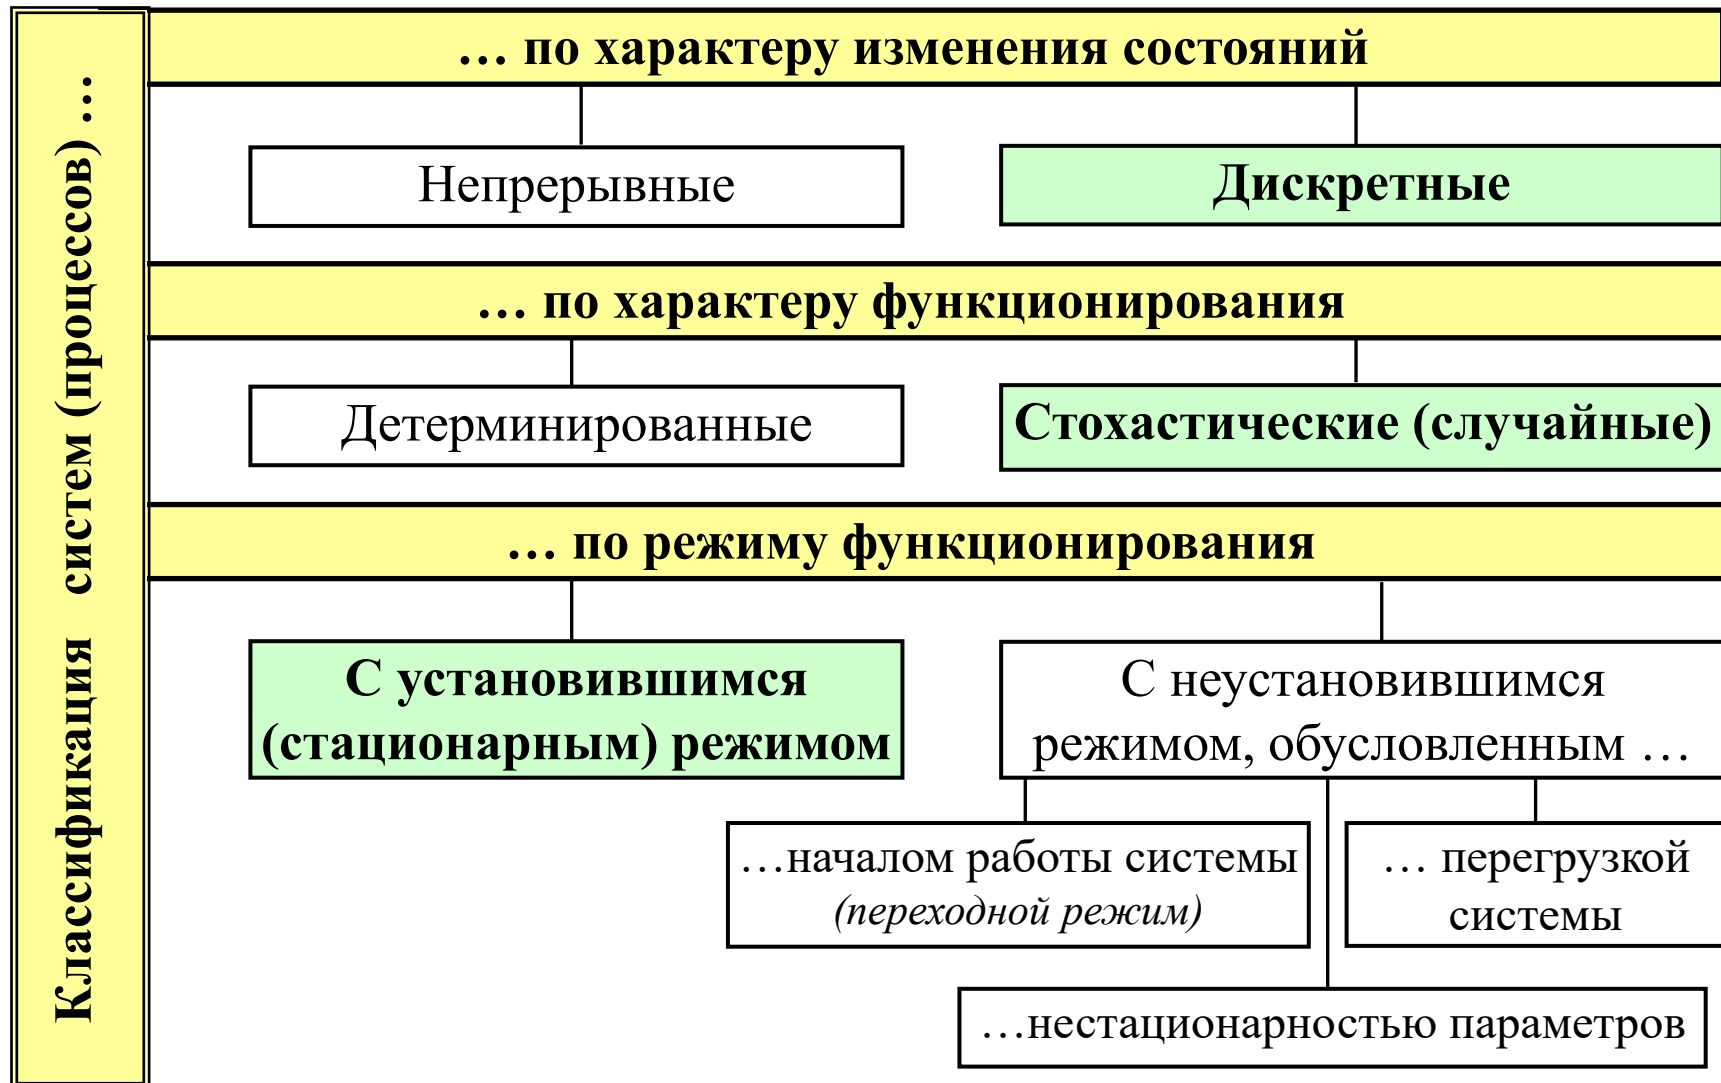 Классификация систем (процессов) …
… по характеру изменения состояний
Непрерывные
Дискретные
… по характеру функционирования
Детерминированные
Стохастические (случайные)
… по режиму функционирования
С установившимся
(стационарным) режимом
С неустановившимся
режимом, обусловленным …
…началом работы системы
(переходной режим)
… перегрузкой
системы
…нестационарностью параметров